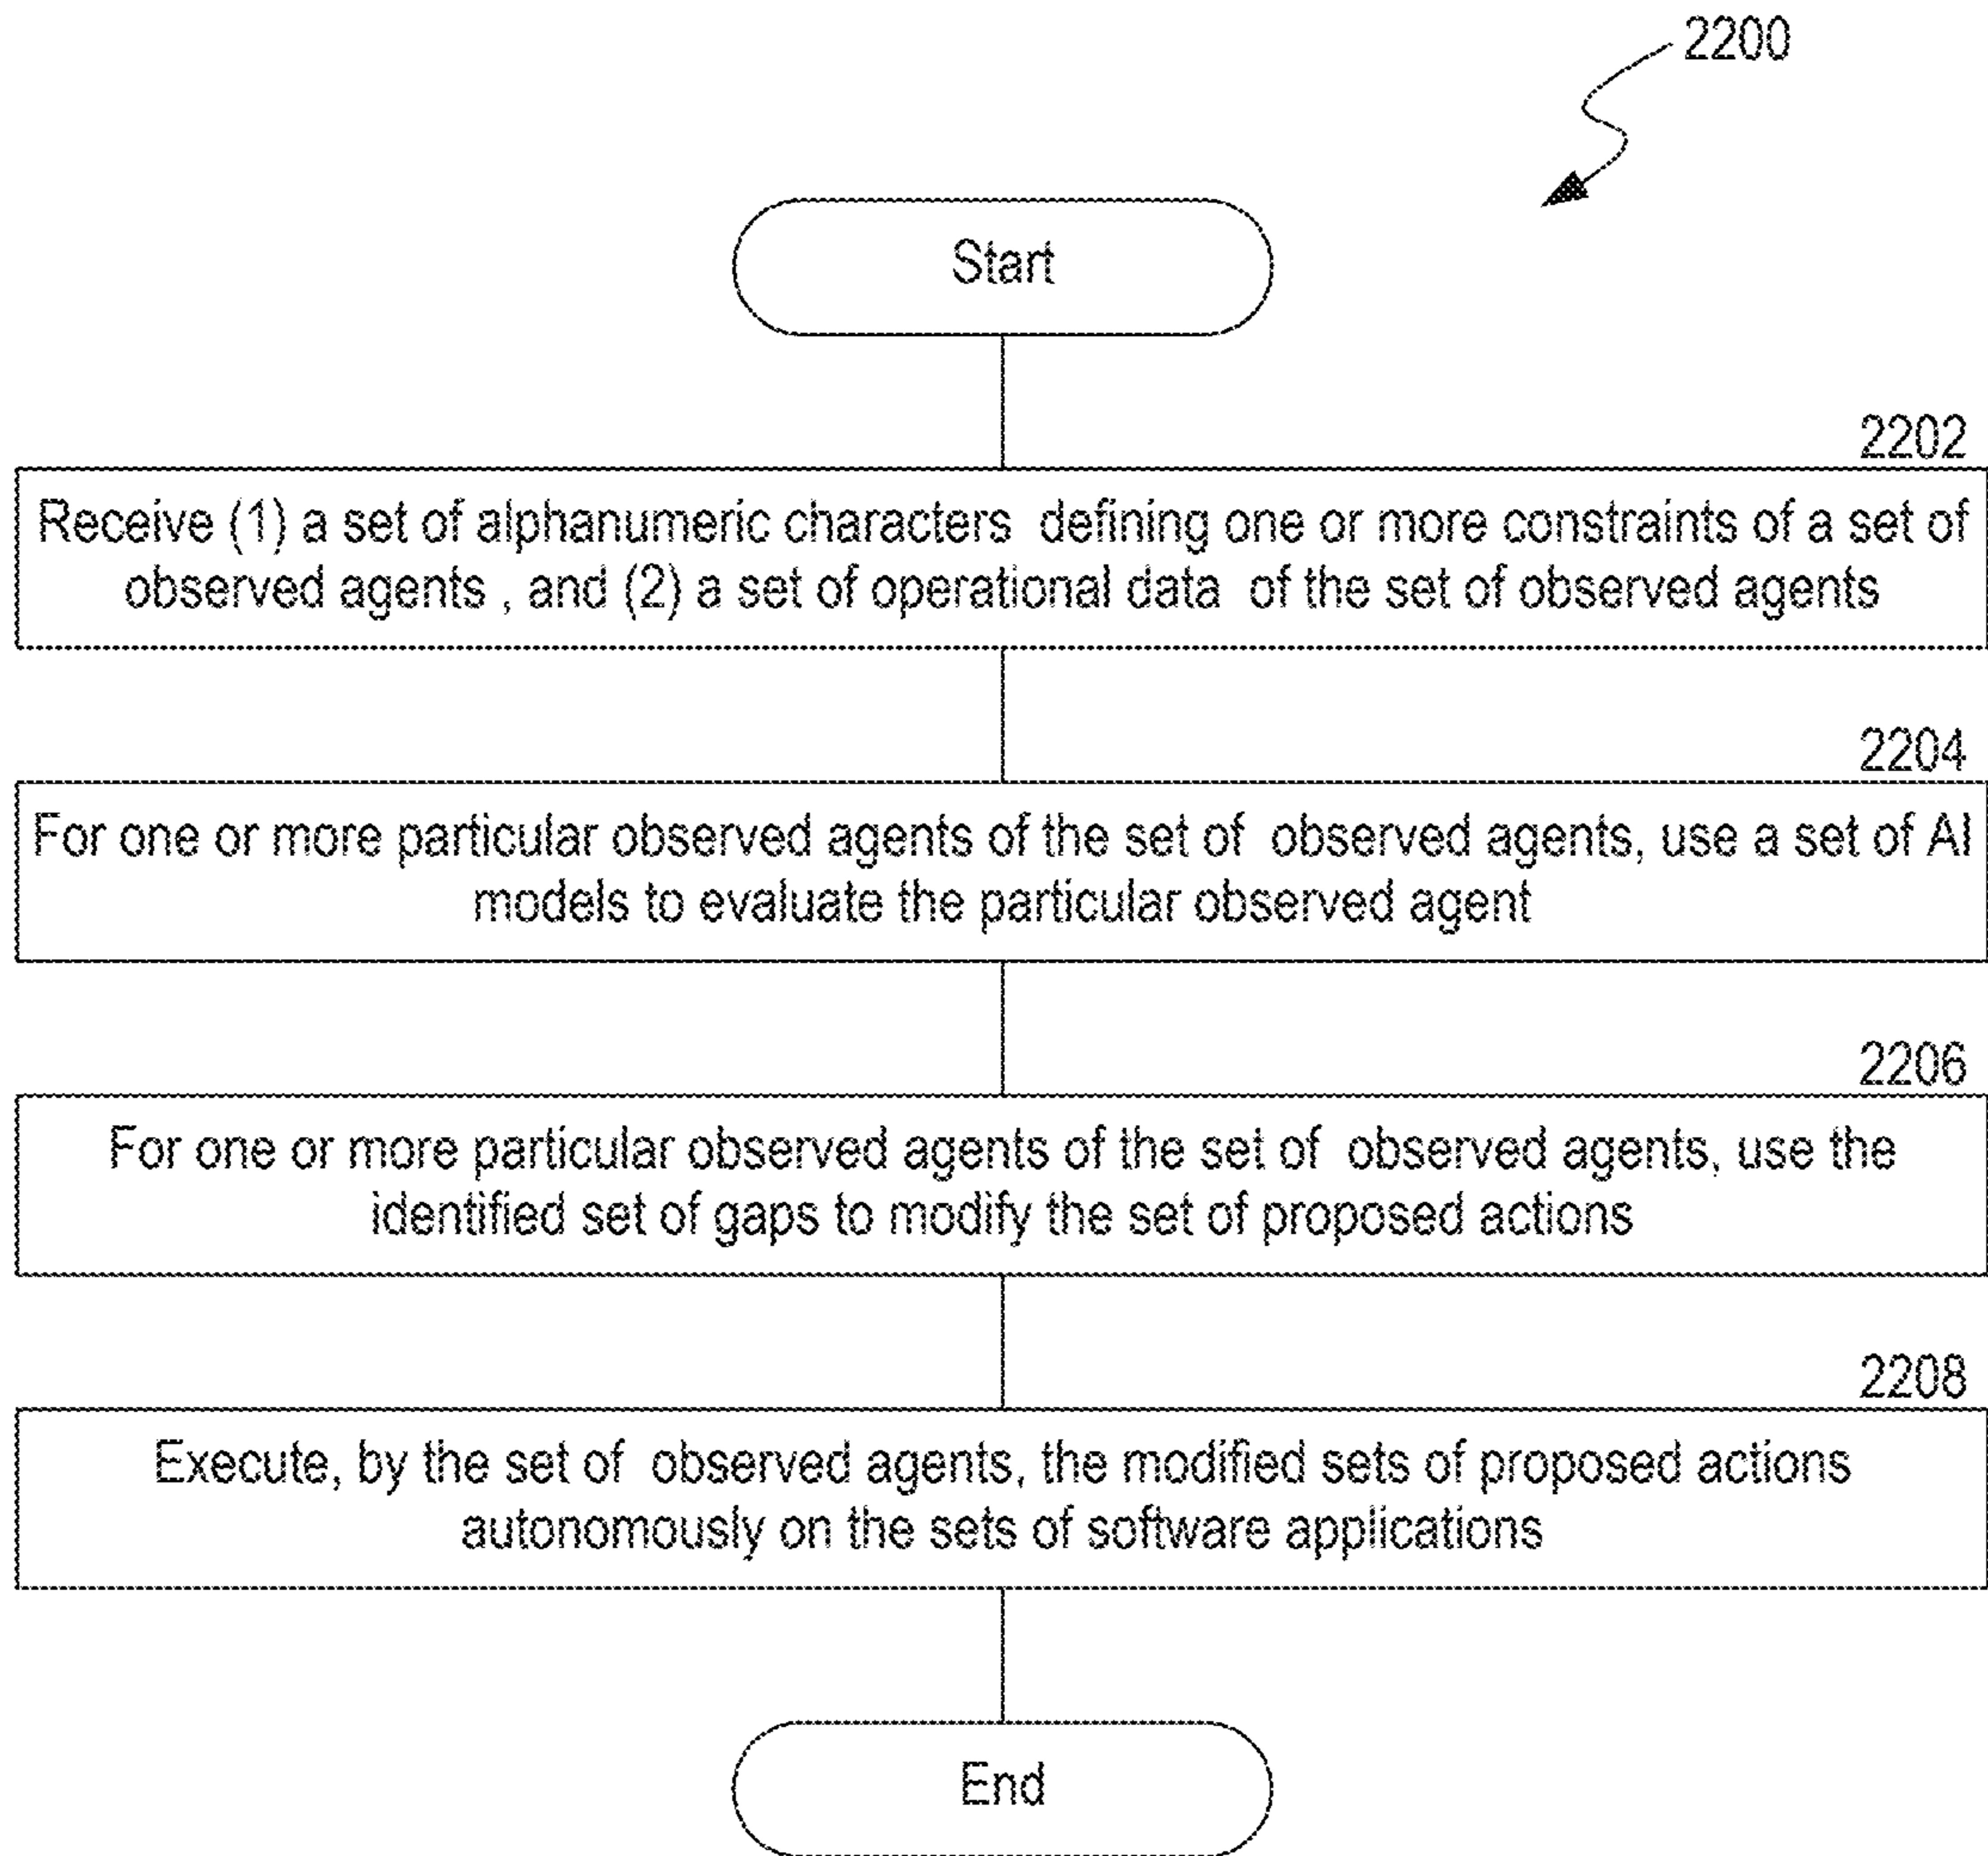 2200
Start
2202
Receive (1) a set of alphanumeric characters defining one or more constraints of a set of
observed agents , and (2) a set of operational data of the set of observed agents
2204
For one or more particular observed agents of the set of observed agents, use a set of AI
models to evaluate the particular observed agent
2206
For one or more particular observed agents of the set of observed agents, use the
identified set of gaps to modify the set of proposed actions
2208
Execute, by the set of observed agents, the modified sets of proposed actions
autonomously on the sets of software applications
End